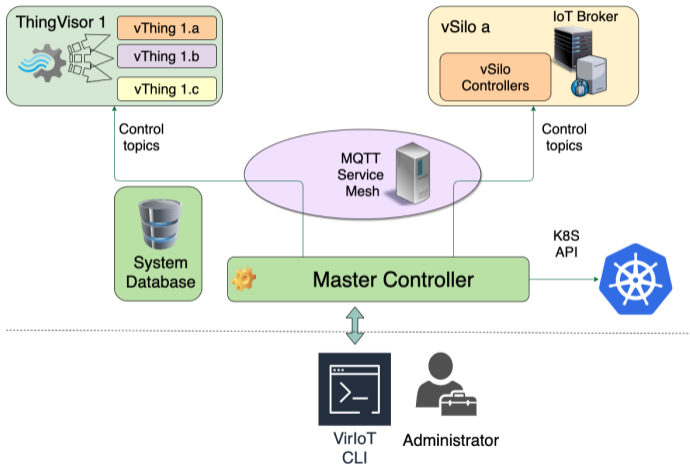 ThingVisor 1
vThing 1.a
vThing 1.b
vThing 1.c
vSilo a
IoT Broker
vSilo
Controllers
Control
topics
MQTT
Service
Mesh
Control
topics
System
Database
Master Controller
K8S
API
VirIoT
CLI
Administrator